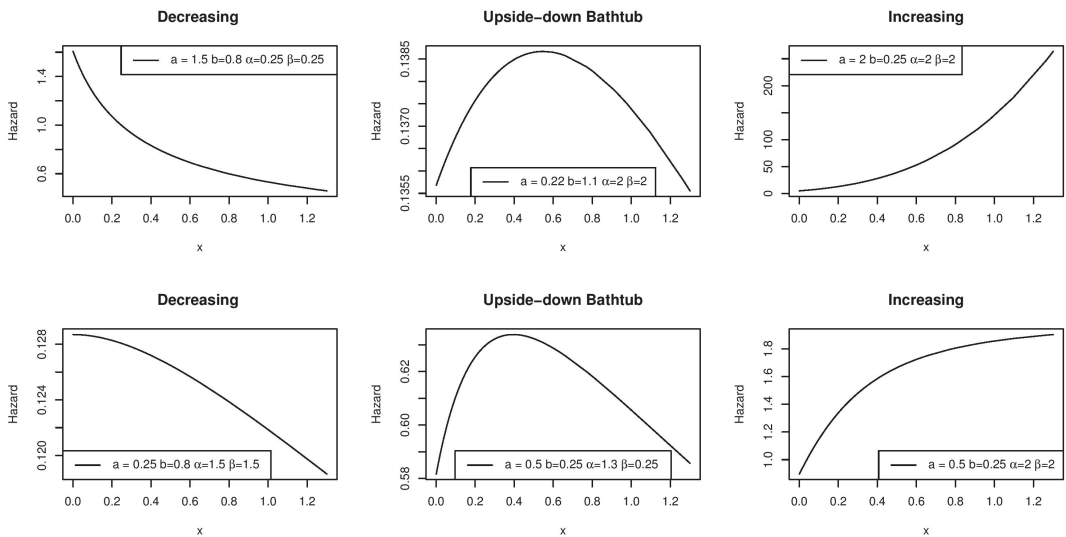 Decreasing
Upside−down Bathtub
Increasing
Hazard
0.6 1.0 1.4
a = 1.5 b=0.8 α=0.25 β=0.25
0.0 0.2 0.4 0.6 0.8 1.0 1.2
x
Hazard
0.1355 0.1370 0.1385
a = 0.22 b=1.1 α=2 β=2
0.0 0.2 0.4 0.6 0.8 1.0 1.2
x
Hazard
0 50 100 200
a = 2 b=0.25 α=2 β=2
0.0 0.2 0.4 0.6 0.8 1.0 1.2
x
Decreasing
Upside−down Bathtub
Increasing
Hazard
0.120 0.124 0.128
a = 0.25 b=0.8 α=1.5 β=1.5
0.0 0.2 0.4 0.6 0.8 1.0 1.2
x
Hazard
0.58 0.60 0.62
a = 0.5 b=0.25 α=1.3 β=0.25
0.0 0.2 0.4 0.6 0.8 1.0 1.2
x
Hazard
1.0 1.2 1.4 1.6 1.8
a = 0.5 b=0.25 α=2 β=2
0.0 0.2 0.4 0.6 0.8 1.0 1.2
x